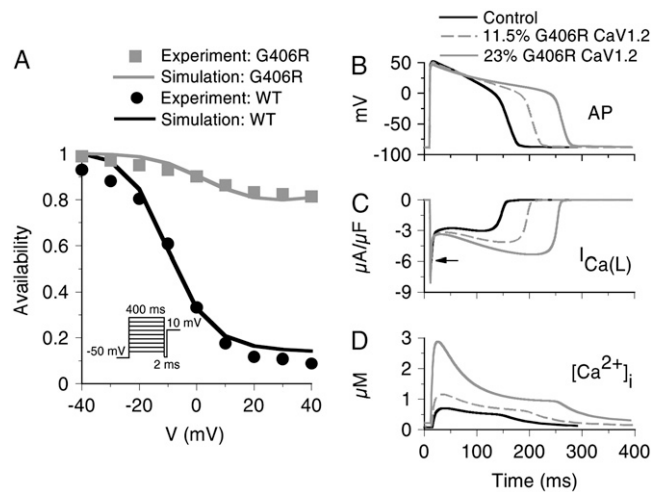 A
Experiment: G406R
Simulation: G406R
Experiment: WT
Simulation: WT
1
0.8
0.6
0.4
0.2
0
Availability
400 ms
10 mV
-50 mV
2 ms
-40
-20
0
20
40
V (mV)
Control
11.5% G406R CaV1.2
23% G406R CaV1.2
B
50
0
-50
-100
mV
AP
C
0
-3
-6
-9
µA/µF
I Ca(L)
D
3
2
1
0
µM
[Ca2+]i
0
100
200
300
400
Time (ms)